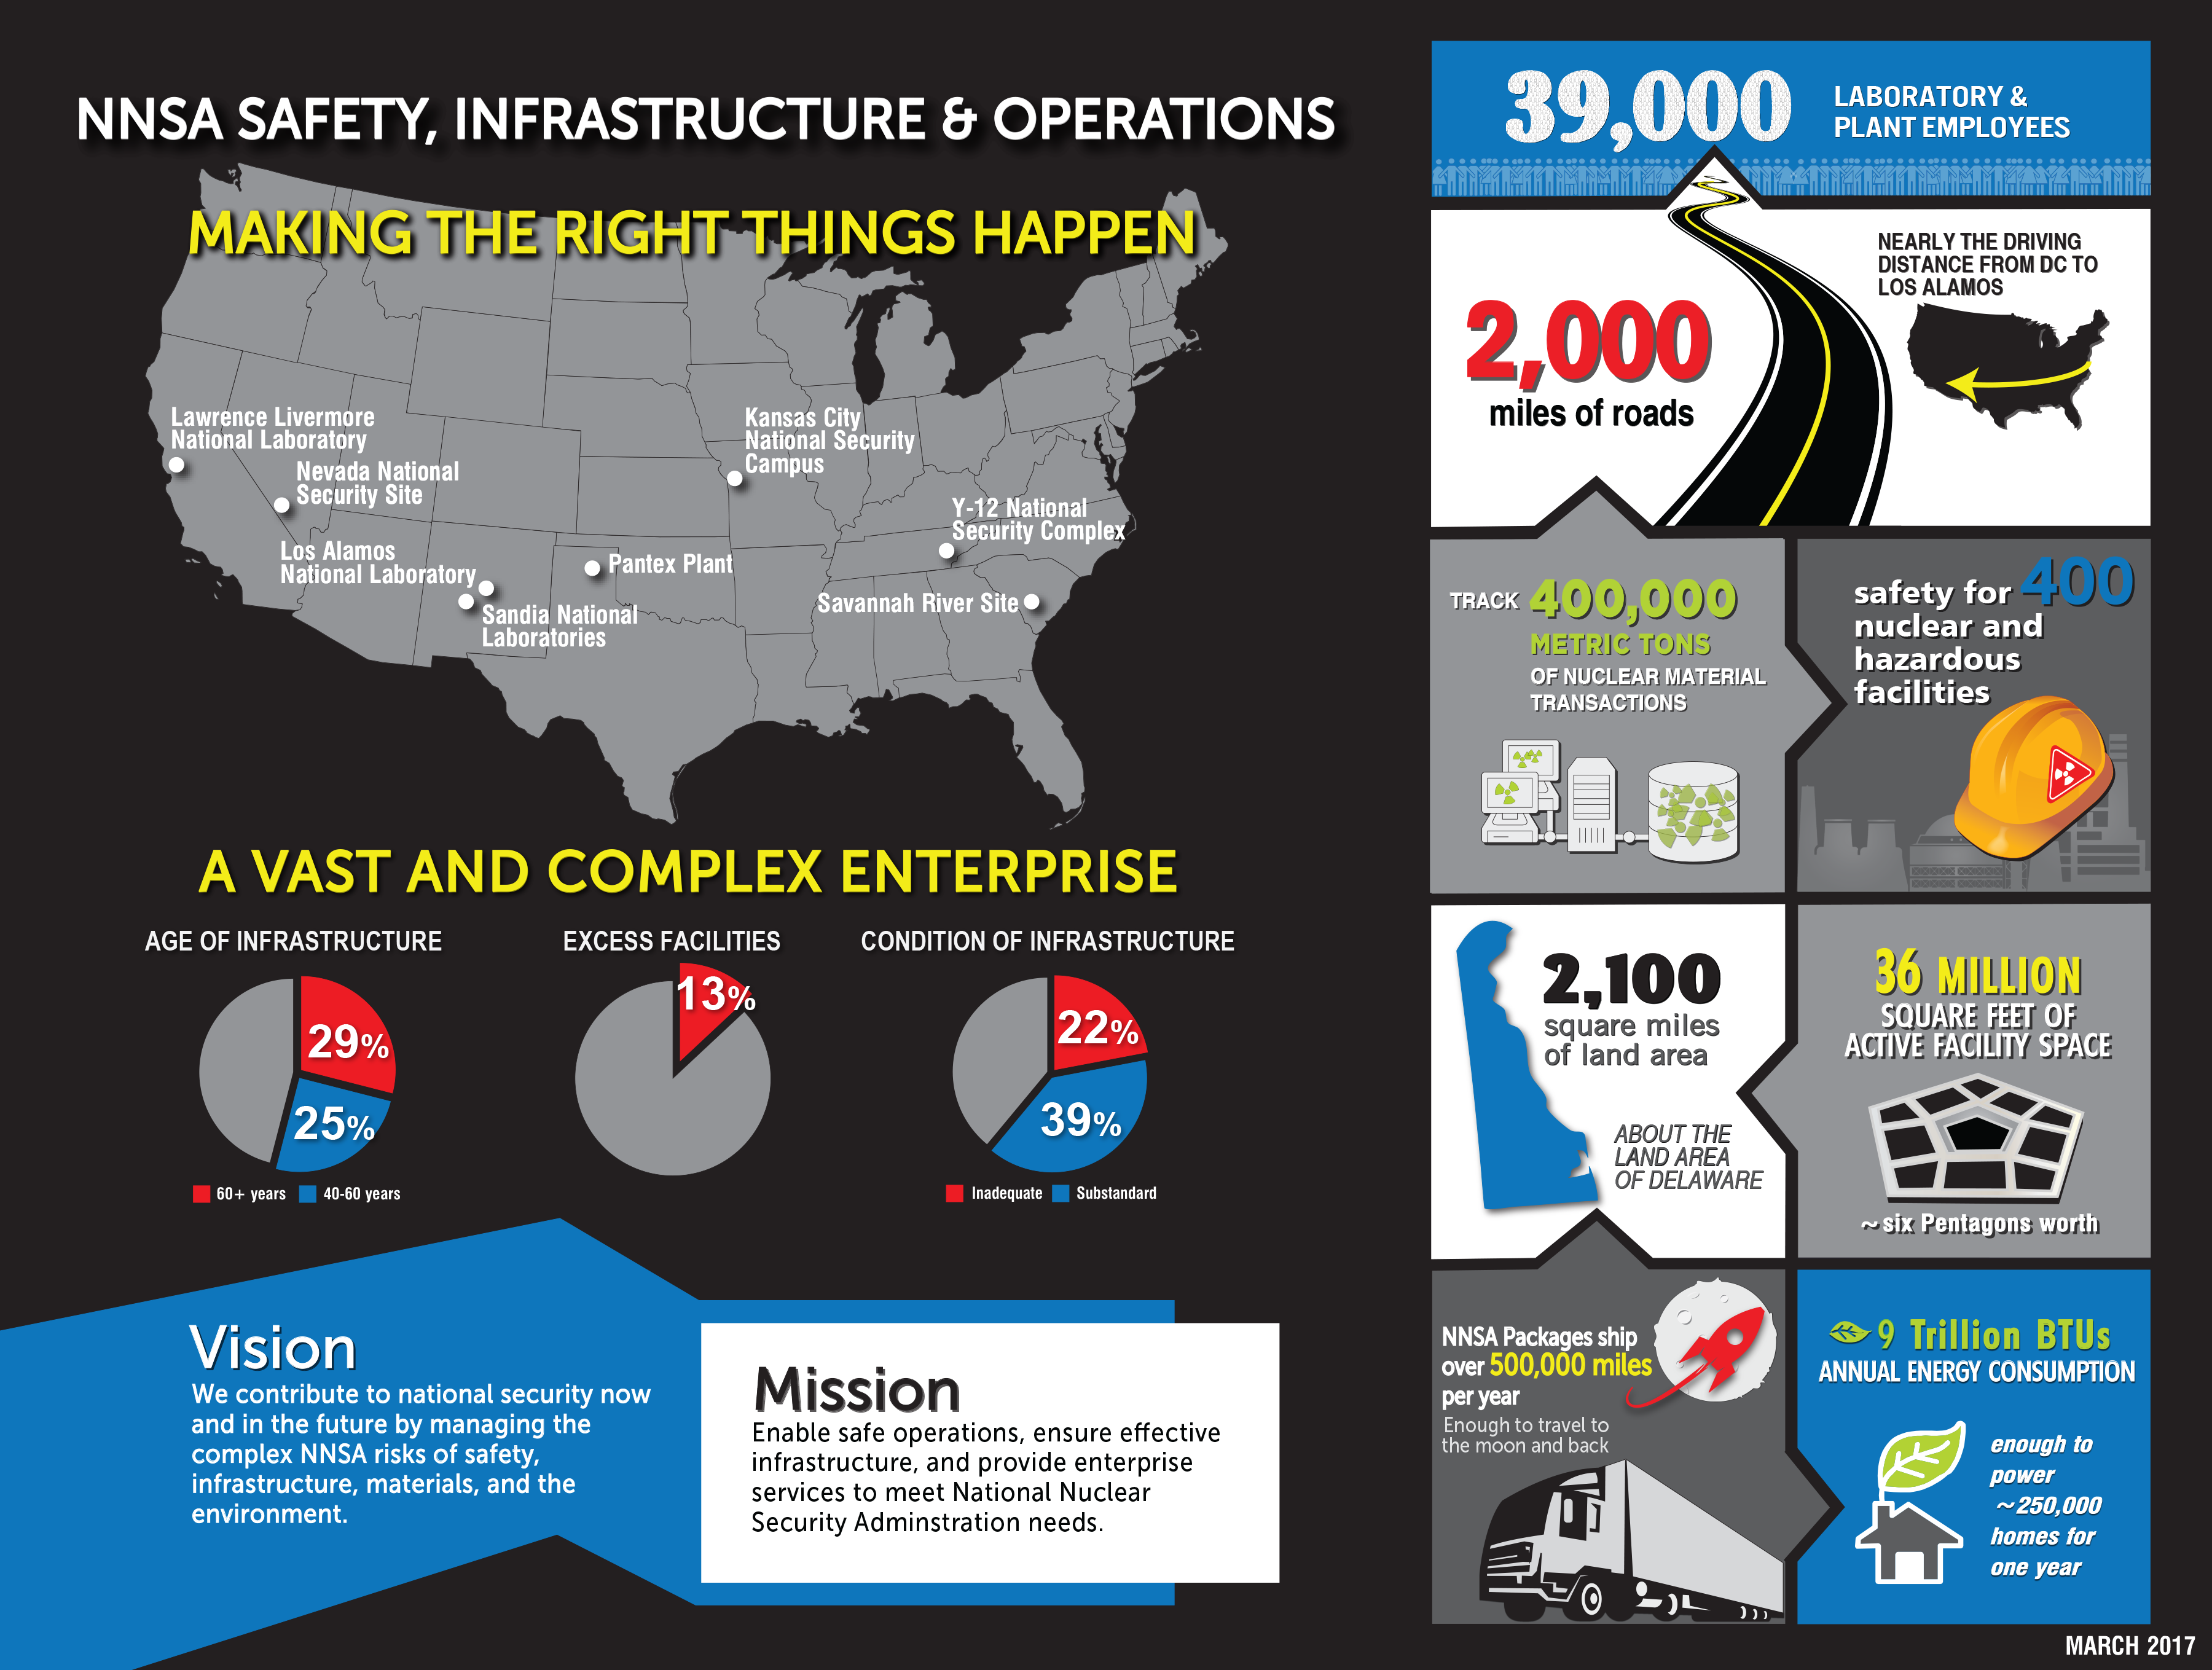 NNSA SAFETY, INFRASTRUCTURE & OPERATIONS
MAKING THE RIGHT THINGS HAPPEN
Lawrence Livermore
National Laboratory
Nevada National
Security Site
Los Alamos
National Laboratory
Sandia National
Laboratories
Pantex Plant
Kansas City
National Security
Campus
Y-12 National
Security Complex
Savannah River Site
A VAST AND COMPLEX ENTERPRISE
AGE OF INFRASTRUCTURE
29%
25%
60+ years 40-60 years
EXCESS FACILITIES
13%
CONDITION OF INFRASTRUCTURE
22%
39%
Inadequate Substandard
Vision
We contribute to national security now
and in the future by managing the
complex NNSA risks of safety,
infrastructure, materials, and the
environment.
Mission
Enable safe operations, ensure effective
infrastructure, and provide enterprise
services to meet National Nuclear
Security Adminstration needs.
39,000
LABORATORY &
PLANT EMPLOYEES
2,000
miles of roads
NEARLY THE DRIVING
DISTANCE FROM DC TO
LOS ALAMOS
TRACK 400,000
METRIC TONS
OF NUCLEAR MATERIAL
TRANSACTIONS
safety for 400
nuclear and
hazardous
facilities
2,100
square miles
of land area
ABOUT THE
LAND AREA
OF DELAWARE
36 MILLION
SQUARE FEET OF
ACTIVE FACILITY SPACE
~six Pentagons worth
NNSA Packages ship
over 500,000 miles
per year
Enough to travel to
the moon and back
9 Trillion BTUs
ANNUAL ENERGY CONSUMPTION
enough to
power
~250,000
homes for
one year
MARCH 2017